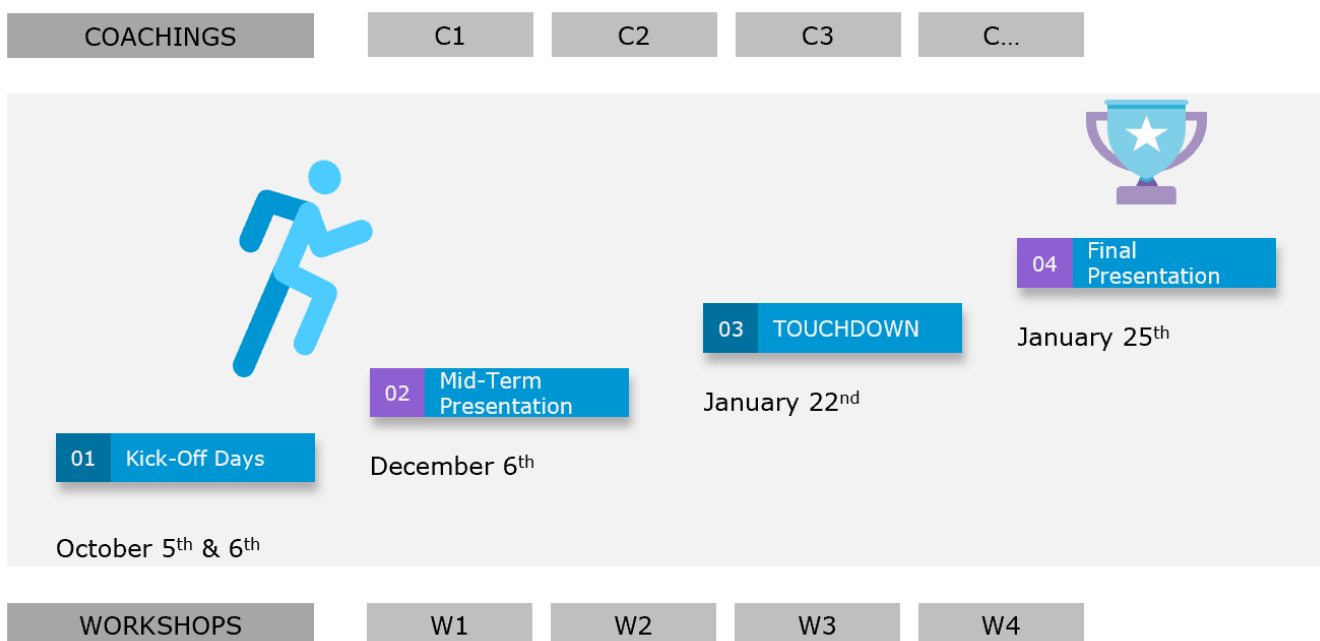 COACHINGS C1 C2 C3 C...
04 Final
Presentation
January 25th
03 TOUCHDOWN
January 22nd
02 Mid-Term
Presentation
December 6th
01 Kick-Off Days
October 5th & 6th
WORKSHOPS W1 W2 W3 W4